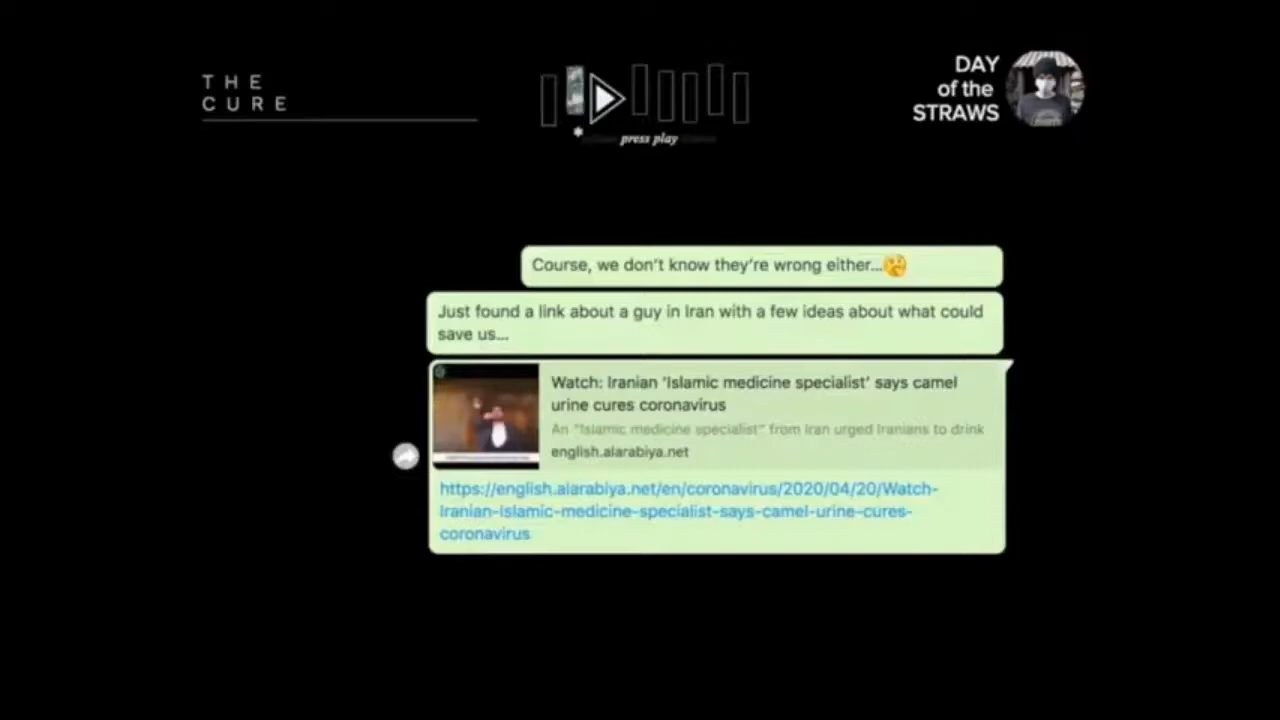 THE
CURE
press play
DAY
of the
STRAWS
Course, we don't know they're wrong either...🤔
Just found a link about a guy in Iran with a few ideas about what could
save us...
Watch: Iranian 'Islamic medicine specialist' says camel
urine cures coronavirus
An "Islamic medicine specialist" from Iran urged Iranians to drink
english.alarabiya.net
https://english.alarabiya.net/en/coronavirus/2020/04/20/Watch-
Iranian-Islamic-medicine-specialist-says-camel-urine-cures-
coronavirus